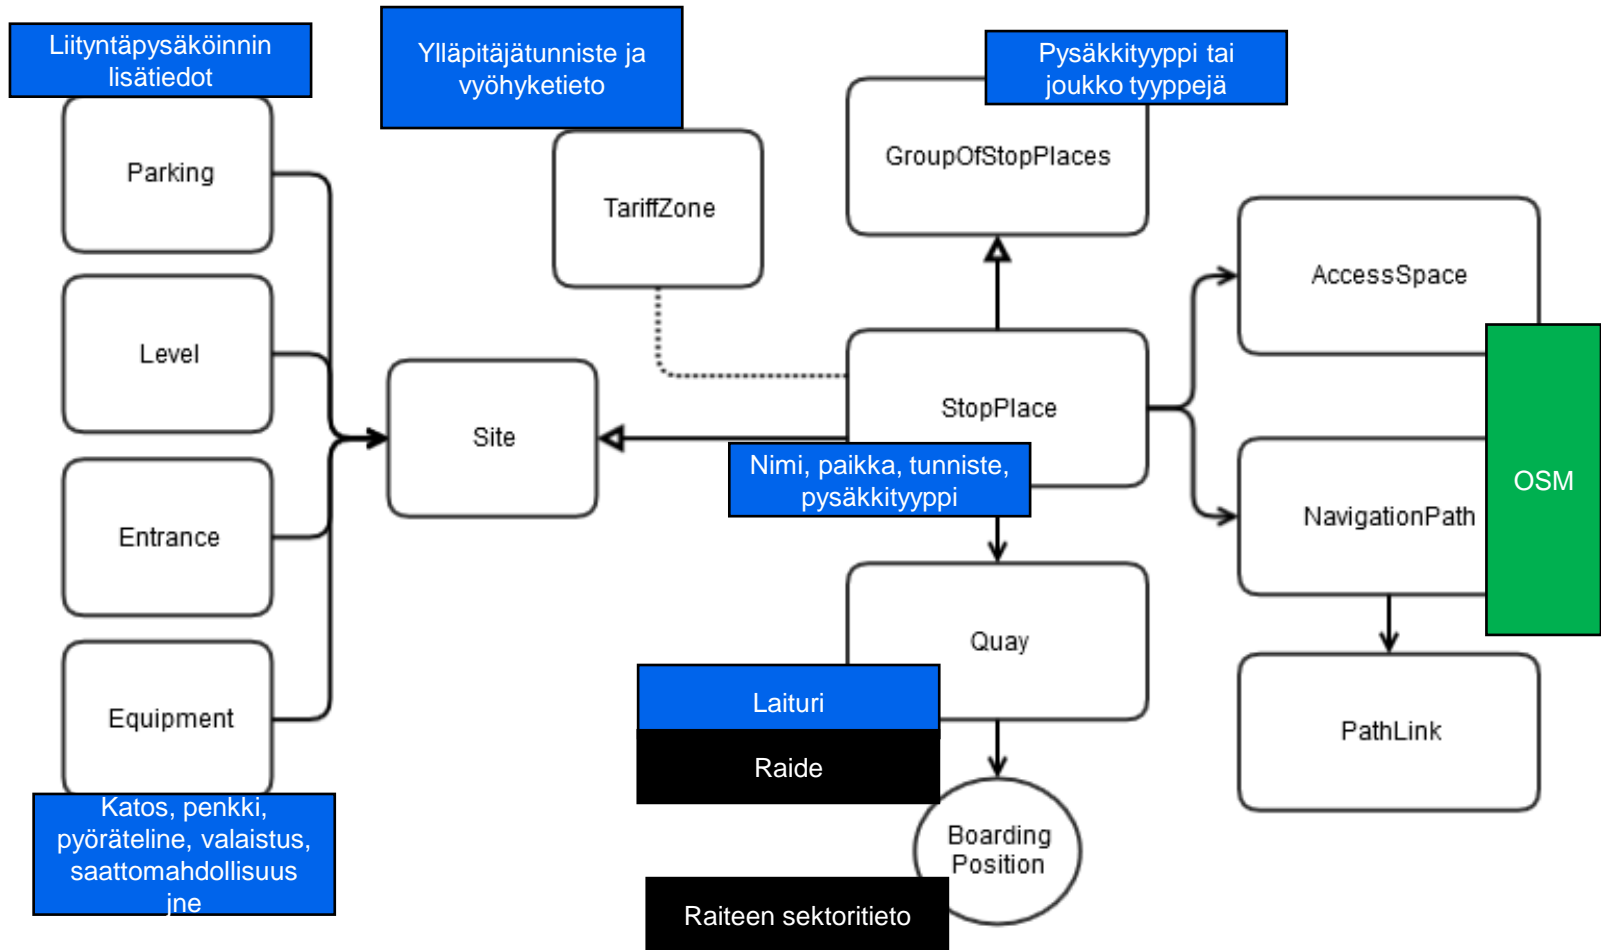 Liityntäpysäköinnin
lisätiedot
Ylläpitäjätunniste ja
vyöhyketieto
Pysäkkityyppi tai
joukko tyyppejä
Parking
TariffZone
GroupOfStopPlaces
AccessSpace
Level
Site
StopPlace
Nimi, paikka, tunniste,
pysäkkityyppi
OSM
NavigationPath
Entrance
Quay
Laituri
Raide
PathLink
Equipment
Katos, penkki,
pyöräteline, valaistus,
saattomahdollisuus
jne
Boarding
Position
Raiteen sektoritieto